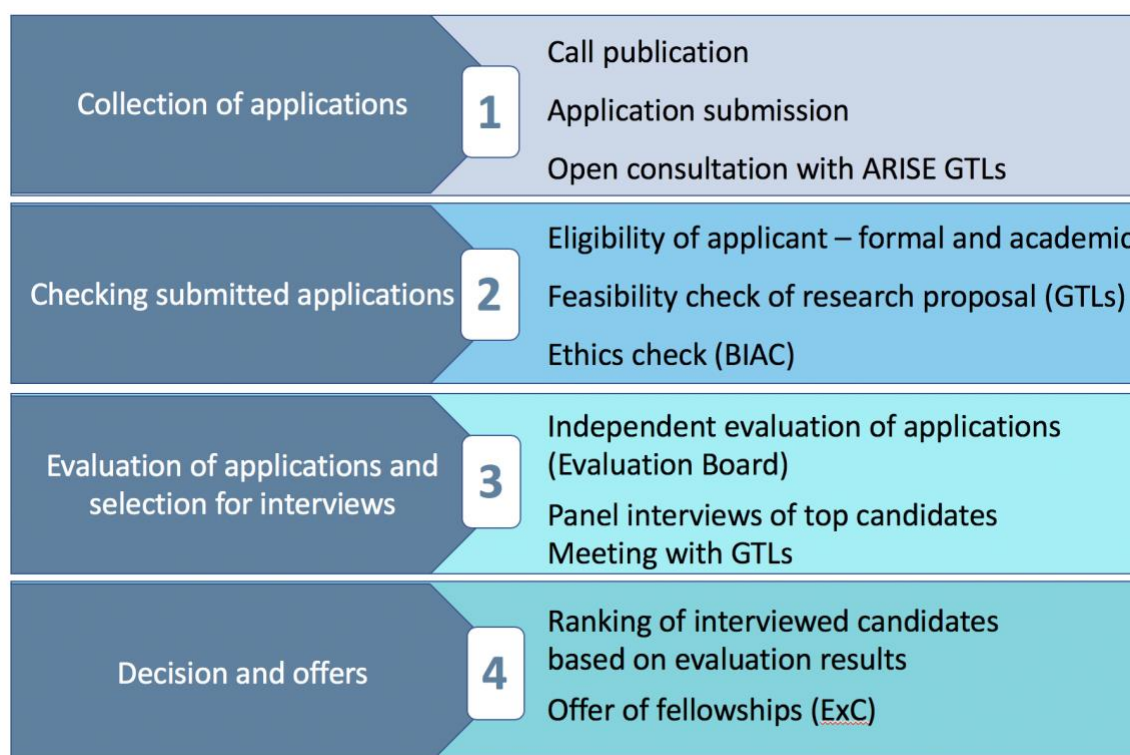 Collection of applications
1
Call publication
Application submission
Open consultation with ARISE GTLs
Checking submitted applications
2
Eligibility of applicant – formal and academic
Feasibility check of research proposal (GTLs)
Ethics check (BIAC)
Evaluation of applications and
selection for interviews
3
Independent evaluation of applications
(Evaluation Board)
Panel interviews of top candidates
Meeting with GTLs
Decision and offers
4
Ranking of interviewed candidates
based on evaluation results
Offer of fellowships (ExC)